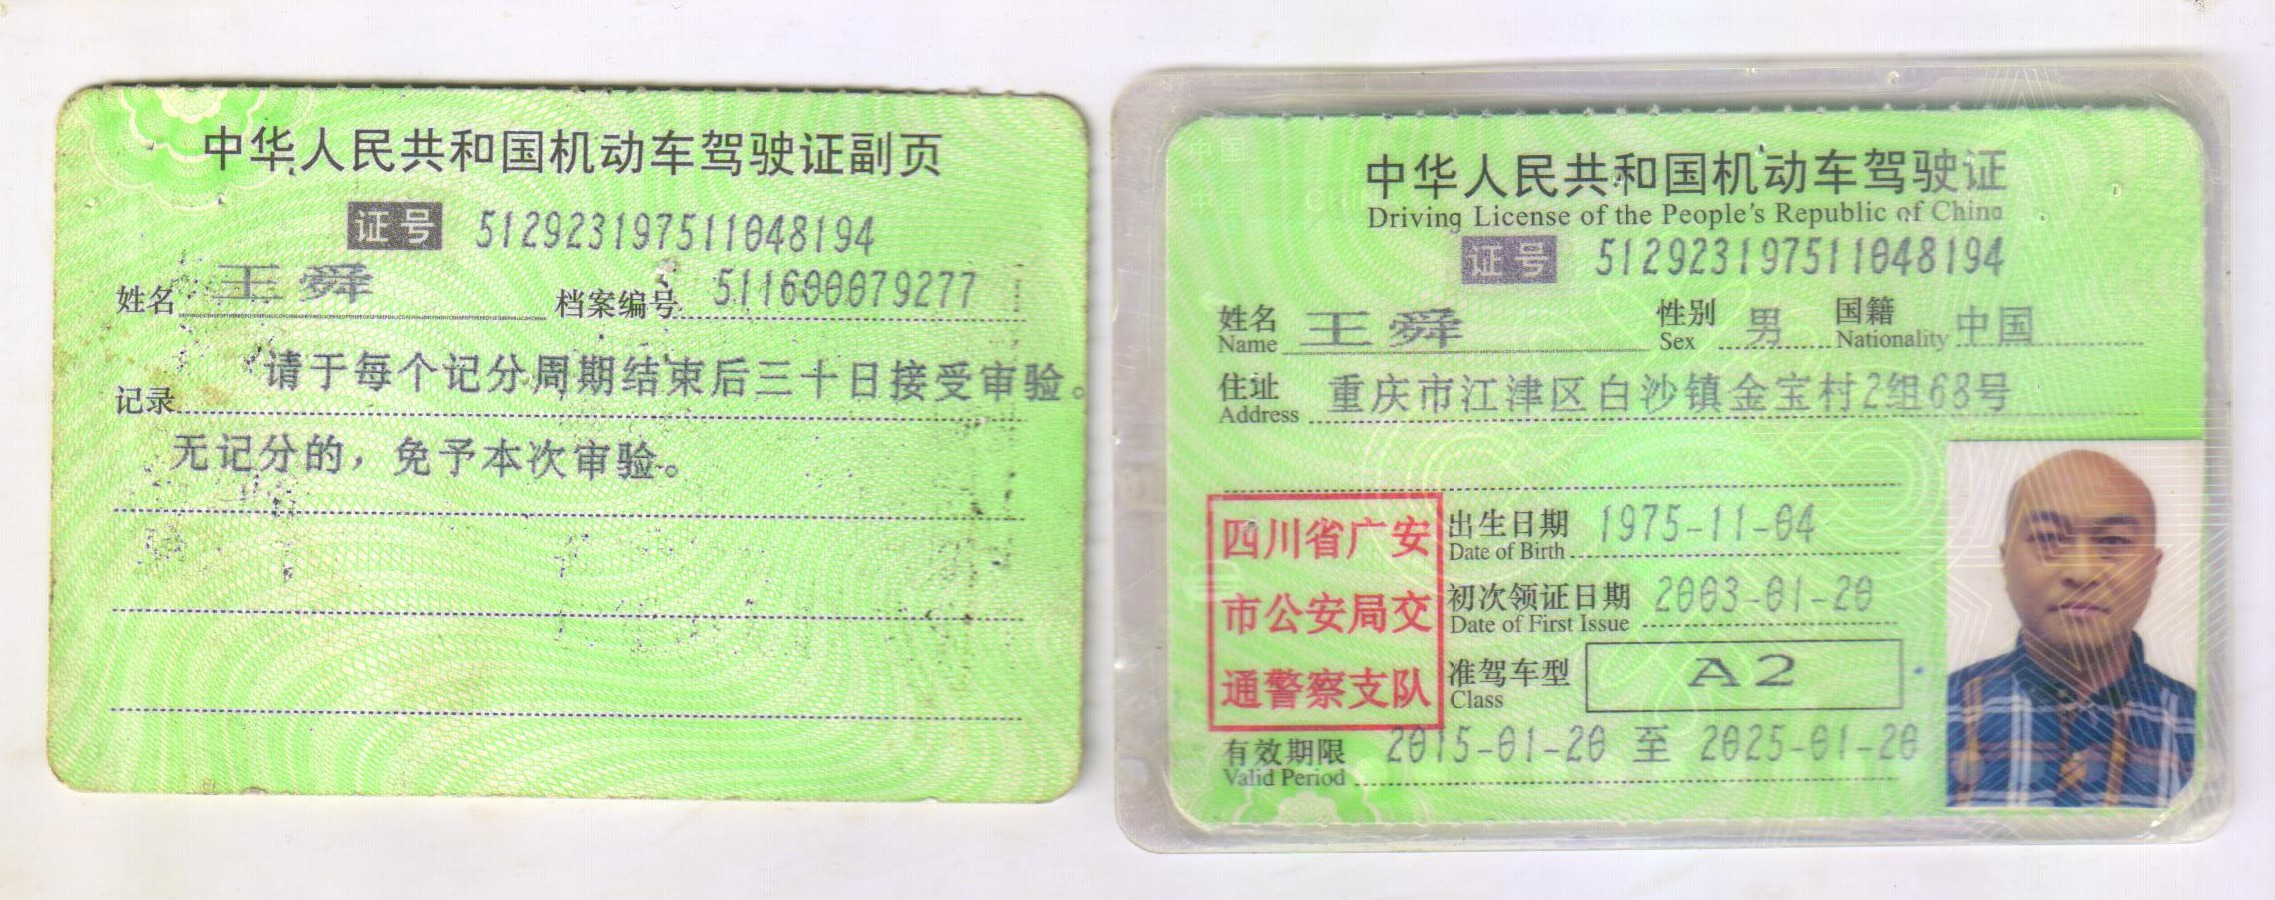 中华人民共和国机动车驾驶证副页
证号 512923197511048194
姓名 王舜 档案编号 511600079277
记录 请于每个记分周期结束后三十日接受审验。
无记分的，免予本次审验。
中华人民共和国机动车驾驶证
Driving License of the People's Republic of China
证号 512923197511048194
姓名 王舜 性别 男 国籍 中国
Name Sex Nationality
住址 重庆市江津区白沙镇金宝村2组68号
Address
四川省广安
市公安局交
通警察支队
出生日期 1975-11-04
Date of Birth
初次领证日期 2003-01-20
Date of First Issue
准驾车型 A2
Class
有效期限 2015-01-20 至 2025-01-20
Valid Period